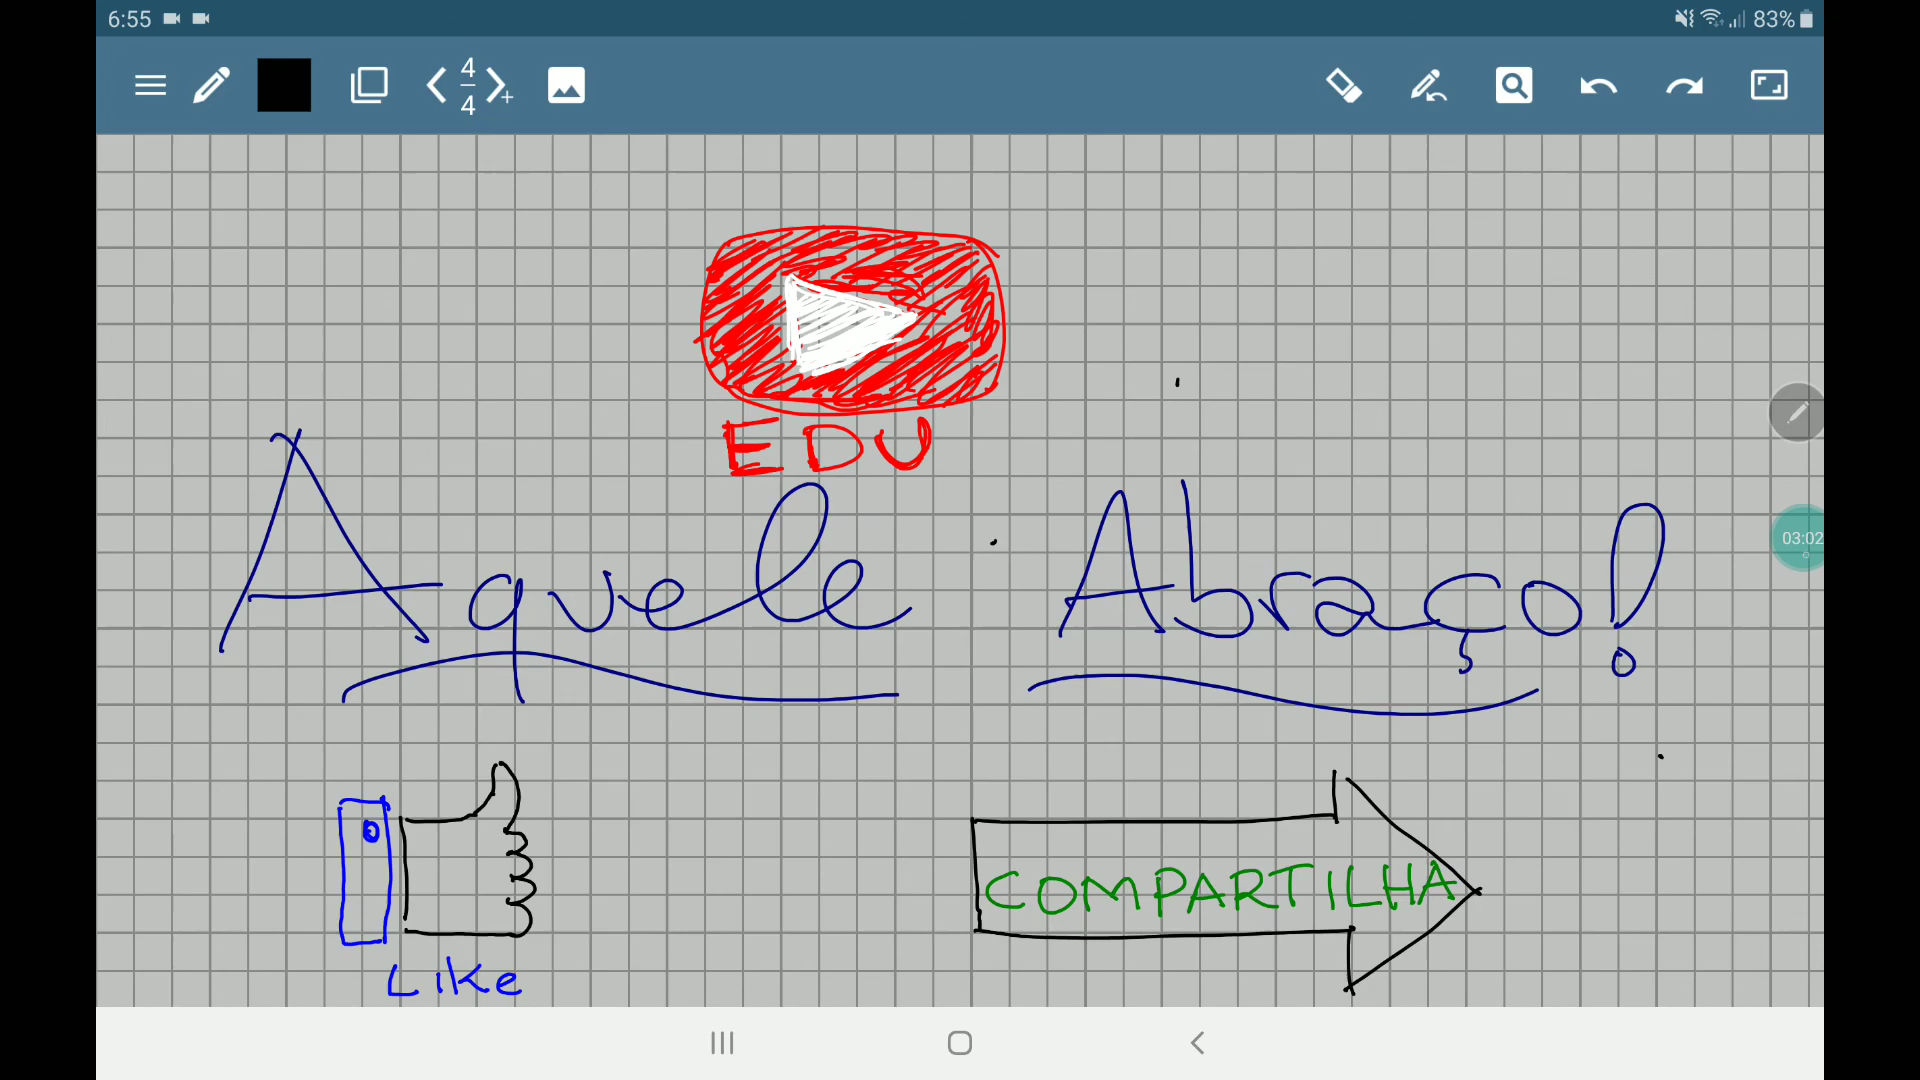 6:55 83%
4
4
EDU
Aquele Abraço!
03:02
COMPARTILHA
Like